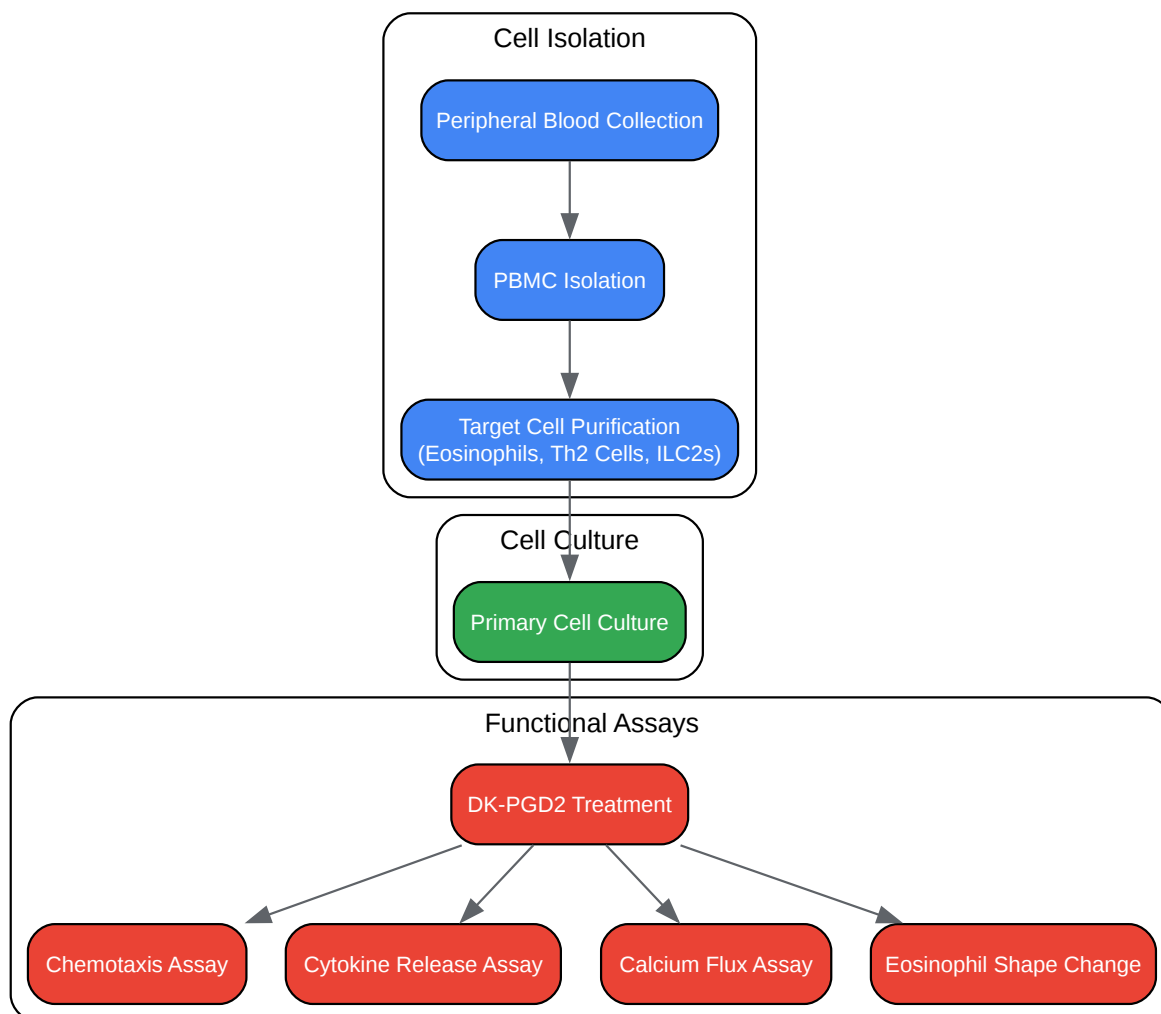 Cell Isolation
Peripheral Blood Collection
PBMC Isolation
Target Cell Purification
(Eosinophils, Th2 Cells, ILC2s)
Cell Culture
Primary Cell Culture
Functional Assays
DK-PGD2 Treatment
Chemotaxis Assay
Cytokine Release Assay
Calcium Flux Assay
Eosinophil Shape Change